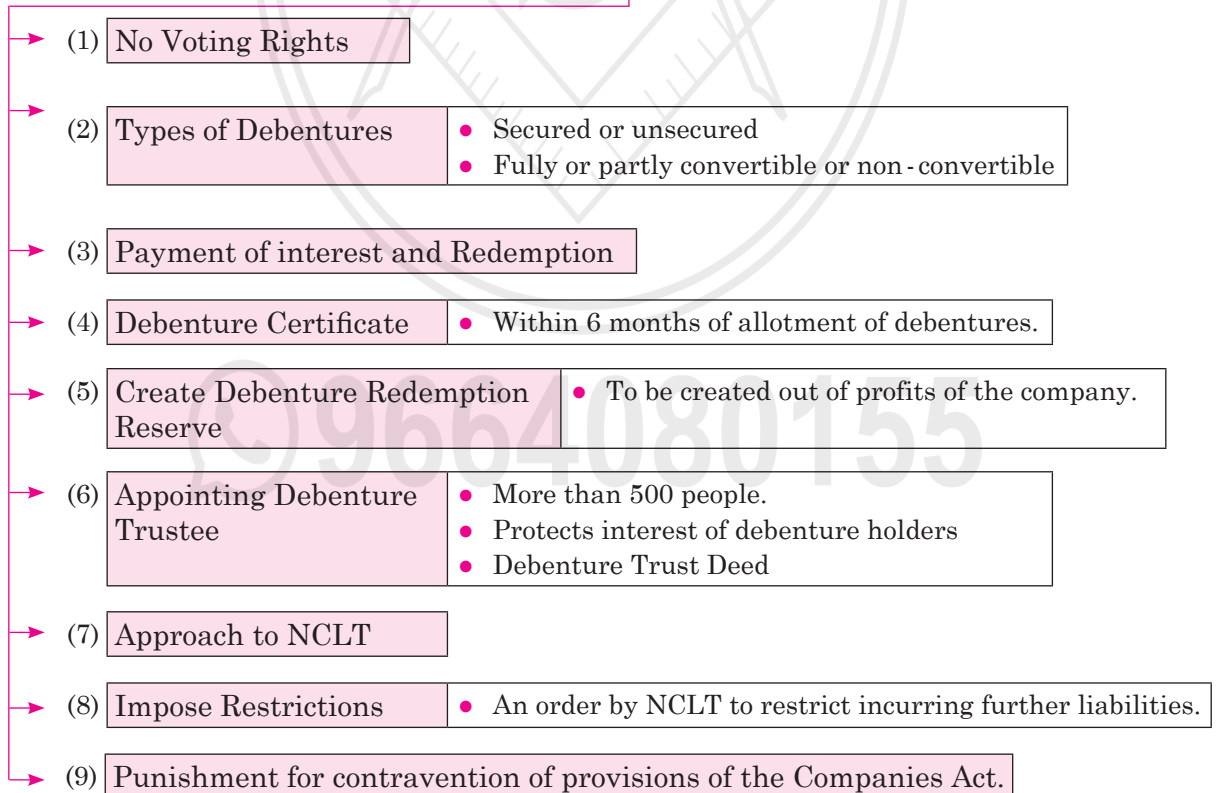 (1) No Voting Rights
(2) Types of Debentures • Secured or unsecured
• Fully or partly convertible or non-convertible
(3) Payment of interest and Redemption
(4) Debenture Certificate • Within 6 months of allotment of debentures.
(5) Create Debenture Redemption Reserve • To be created out of profits of the company.
(6) Appointing Debenture Trustee • More than 500 people.
• Protects interest of debenture holders
• Debenture Trust Deed
(7) Approach to NCLT
(8) Impose Restrictions • An order by NCLT to restrict incurring further liabilities.
(9) Punishment for contravention of provisions of the Companies Act.
9664080155